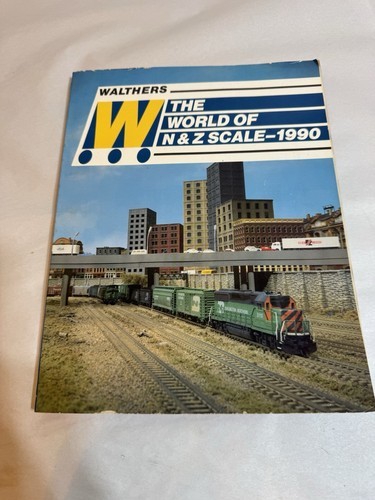 WALTHERS
W
THE
WORLD OF
N & Z SCALE-1990